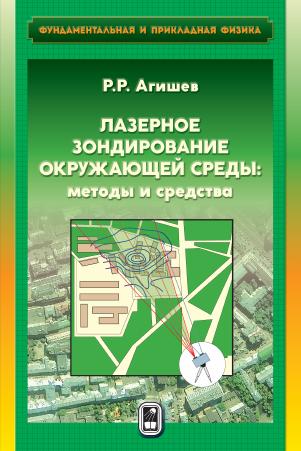 ФУНДАМЕНТАЛЬНАЯ И ПРИКЛАДНАЯ ФИЗИКА
Р.Р. Агишев
ЛАЗЕРНОЕ
ЗОНДИРОВАНИЕ
ОКРУЖАЮЩЕЙ СРЕДЫ:
методы и средства